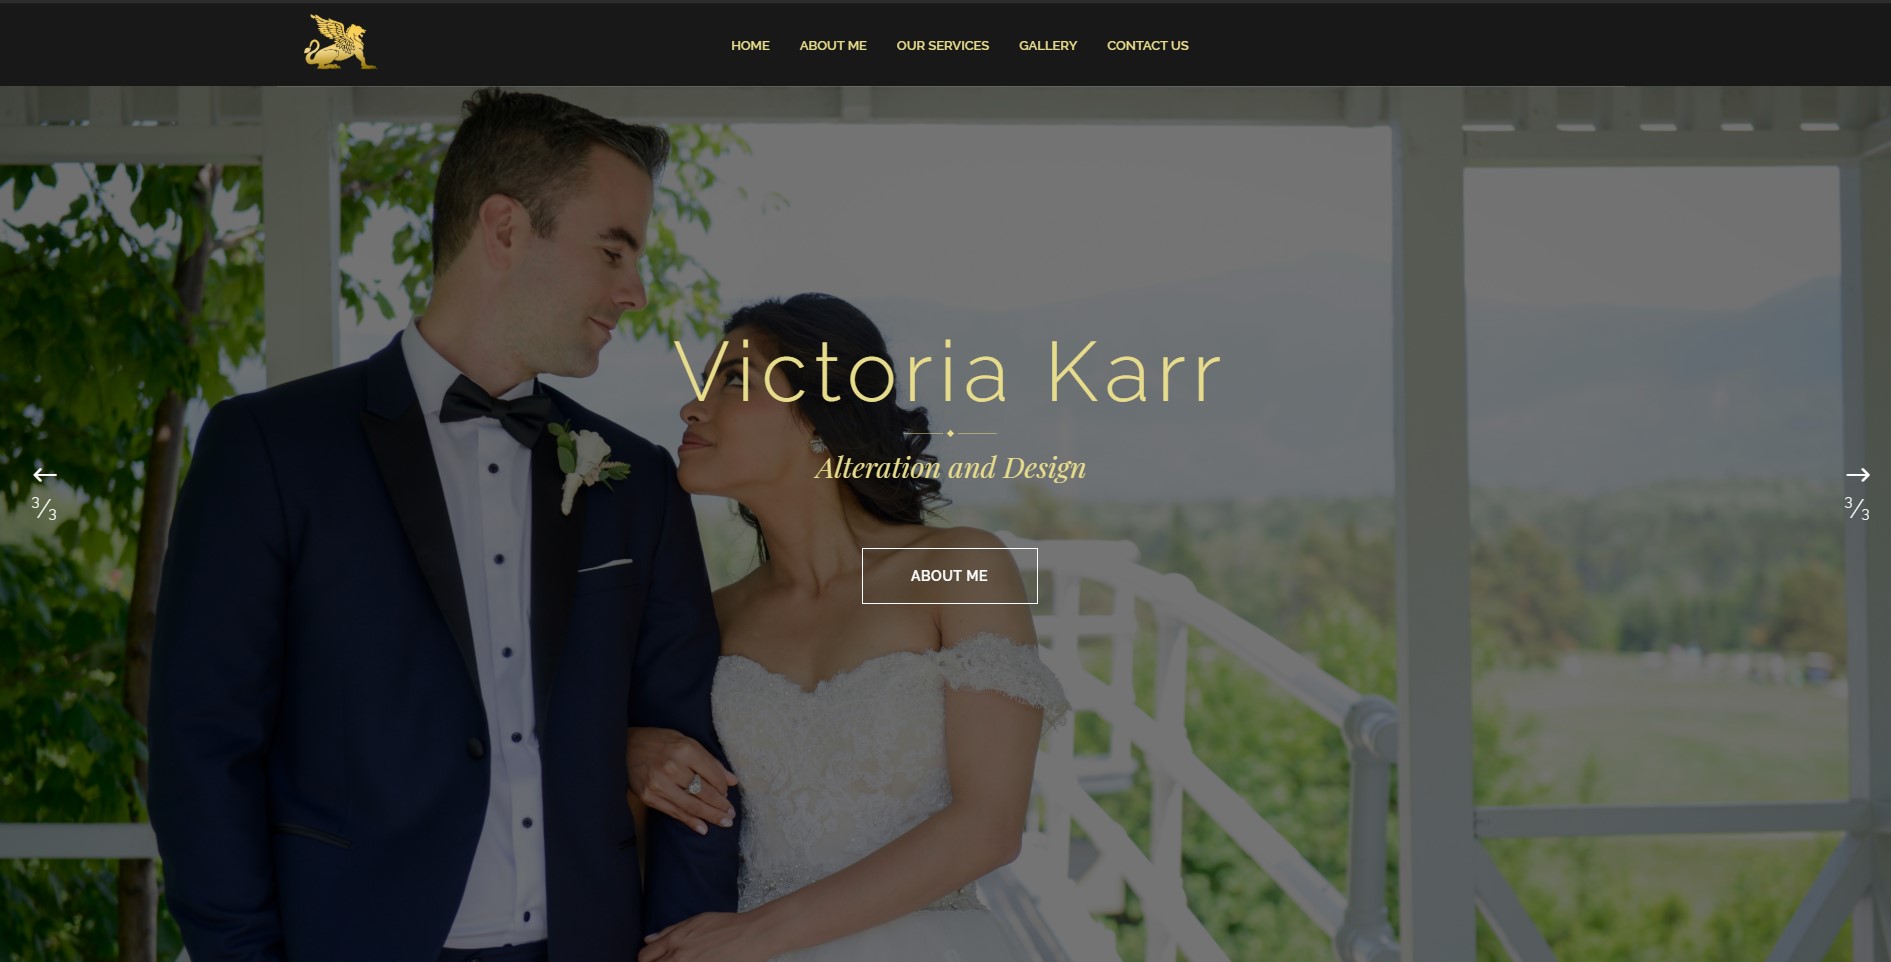 HOME ABOUT ME OUR SERVICES GALLERY CONTACT US
Victoria Karr
Alteration and Design
3/3 3/3
ABOUT ME